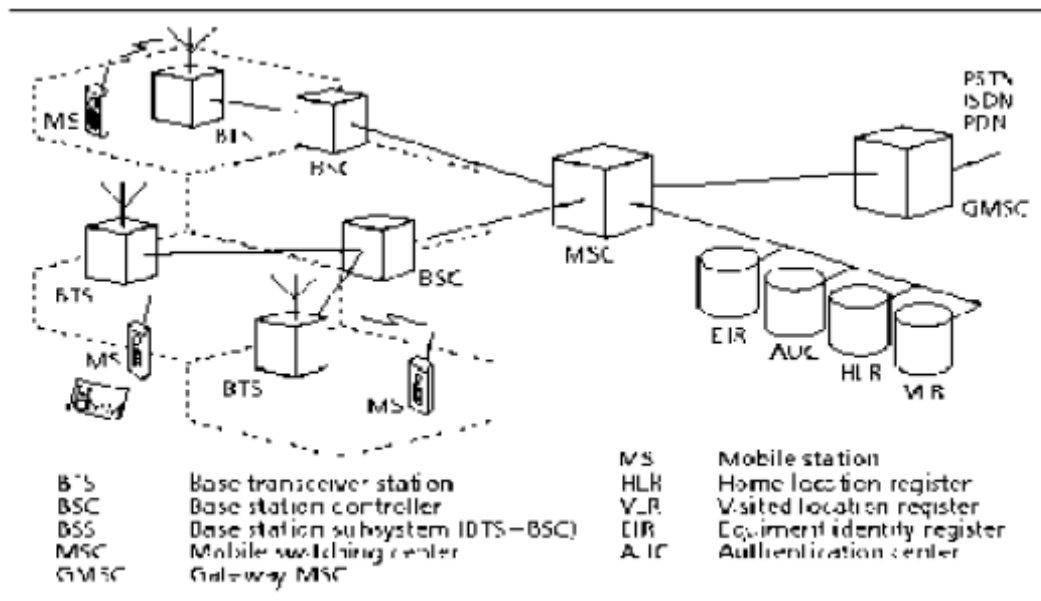 MS
BTS
BSC
PSTN
ISDN
PDN
GMSC
MSC
BTS
BSC
EIR
AUC
HLR
VLR
MS
BTS
MS
BTS Base transceiver station
BSC Base station controller
BSS Base station subsystem (BTS-BSC)
MSC Mobile switching center
GMSC Gateway MSC
MS Mobile station
HLR Home location register
VLR Visited location register
EIR Equiment identity register
AUC Authentication center